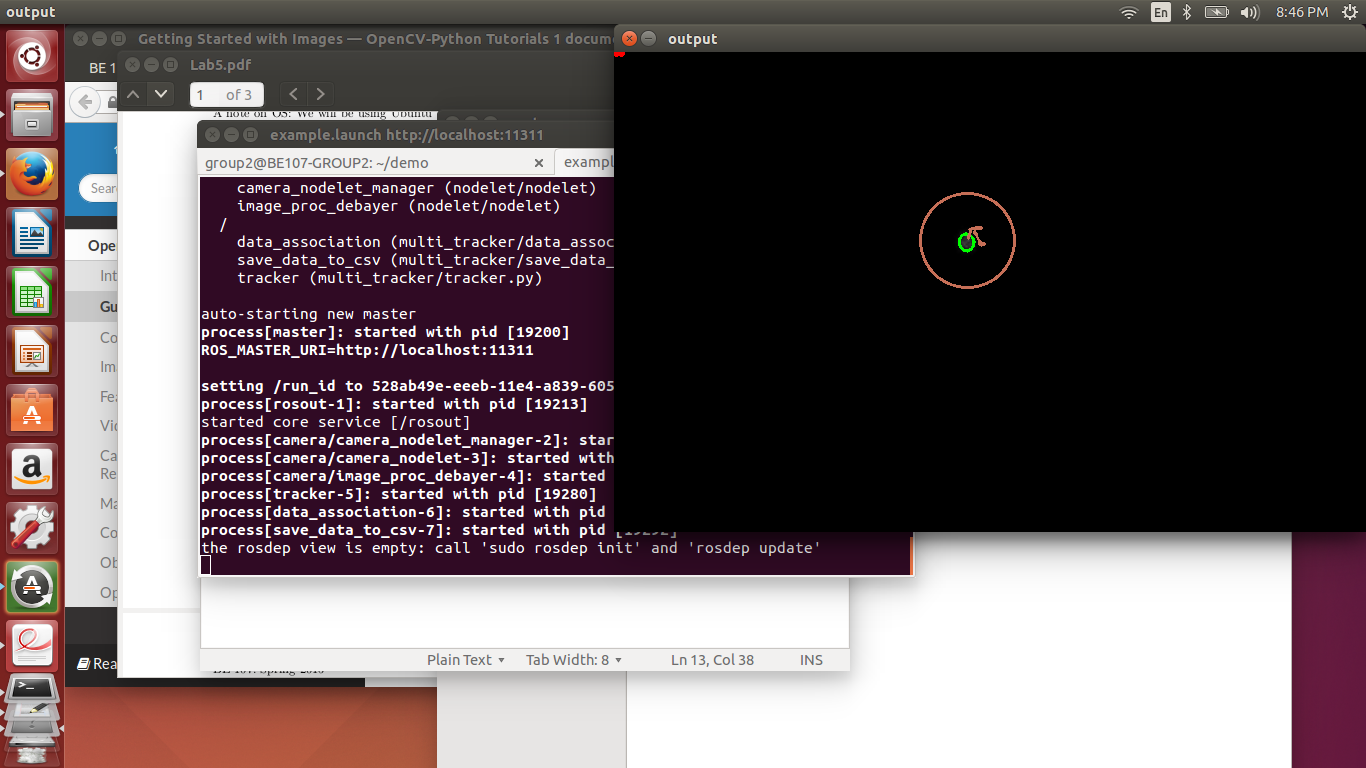 output
En
8:46 PM
Getting Started with Images — OpenCV-Python Tutorials 1 docume
output
BE 1
Lab5.pdf
1 of 3
A note on OS: We will be using Ubuntu
example.launch http://localhost:11311
group2@BE107-GROUP2: ~/demo
exampl
Sear
camera_nodelet_manager (nodelet/nodelet)
image_proc_debayer (nodelet/nodelet)
/
data_association (multi_tracker/data_assoc
save_data_to_csv (multi_tracker/save_data_
tracker (multi_tracker/tracker.py)
auto-starting new master
process[master]: started with pid [19200]
ROS_MASTER_URI=http://localhost:11311
setting /run_id to 528ab49e-eeeb-11e4-a839-605
process[rosout-1]: started with pid [19213]
started core service [/rosout]
process[camera/camera_nodelet_manager-2]: star
process[camera/camera_nodelet-3]: started with
process[camera/image_proc_debayer-4]: started
process[tracker-5]: started with pid [19280]
process[data_association-6]: started with pid
process[save_data_to_csv-7]: started with pid [19292]
the rosdep view is empty: call 'sudo rosdep init' and 'rosdep update'
Ope
Int
Gu
Co
Ima
Fea
Vid
Ca
Re
Ma
Co
Ob
Op
Rea
Plain Text
Tab Width: 8
Ln 13, Col 38
INS